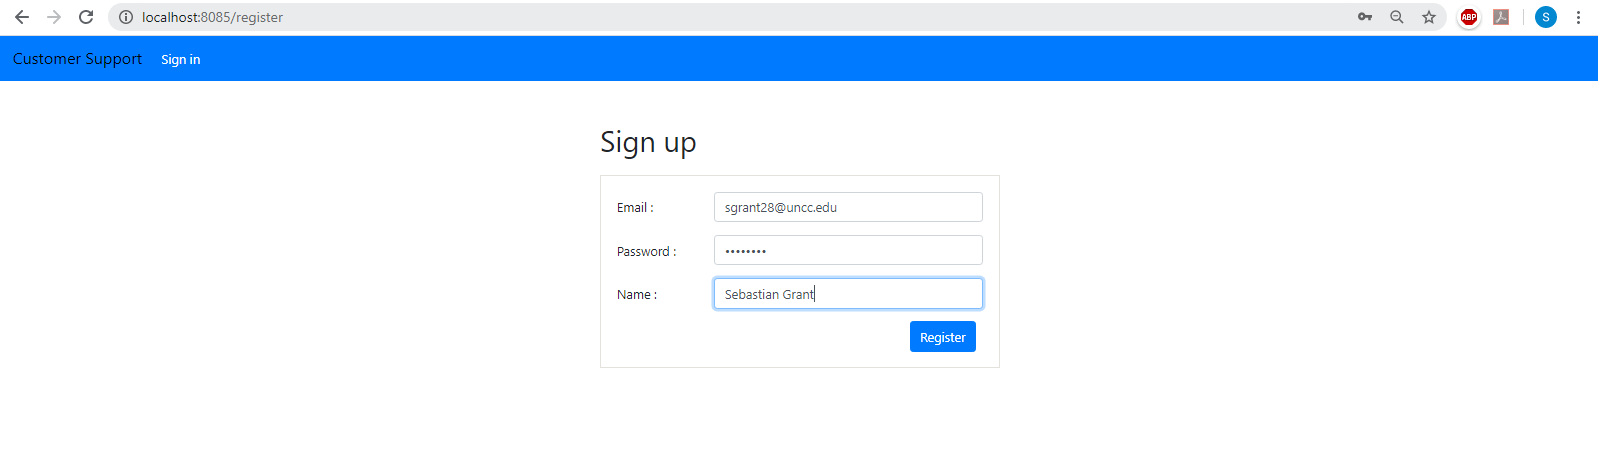 localhost:8085/register
ABP
S
Customer Support Sign in
Sign up
Email : sgrant28@uncc.edu
Password : ••••••••
Name : Sebastian Grant
Register